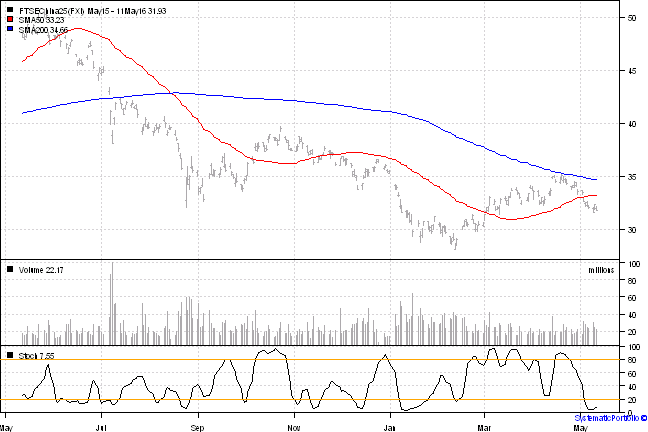 FTSEChina25(FXI) May15 - 11May16 31.93
SMA50 33.23
SMA200 34.66
50
45
40
35
30
Volume 22.17
millions
100
80
60
40
20
Stoch 7.55
100
80
60
40
20
0
May Jul Sep Nov Jan Mar May
SystematicPortfolio ©